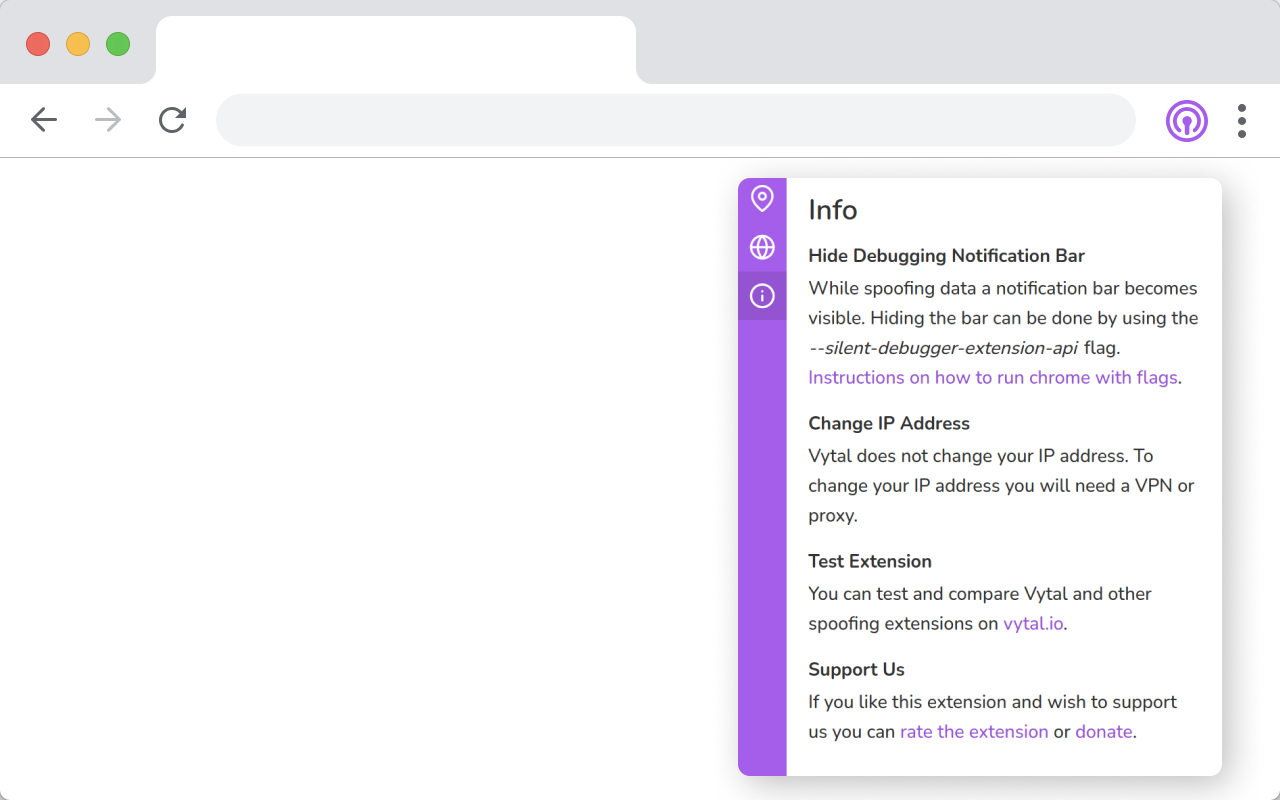 Info
Hide Debugging Notification Bar
While spoofing data a notification bar becomes
visible. Hiding the bar can be done by using the
--silent-debugger-extension-api flag.
Instructions on how to run chrome with flags.
Change IP Address
Vytal does not change your IP address. To
change your IP address you will need a VPN or
proxy.
Test Extension
You can test and compare Vytal and other
spoofing extensions on vytal.io.
Support Us
If you like this extension and wish to support
us you can rate the extension or donate.